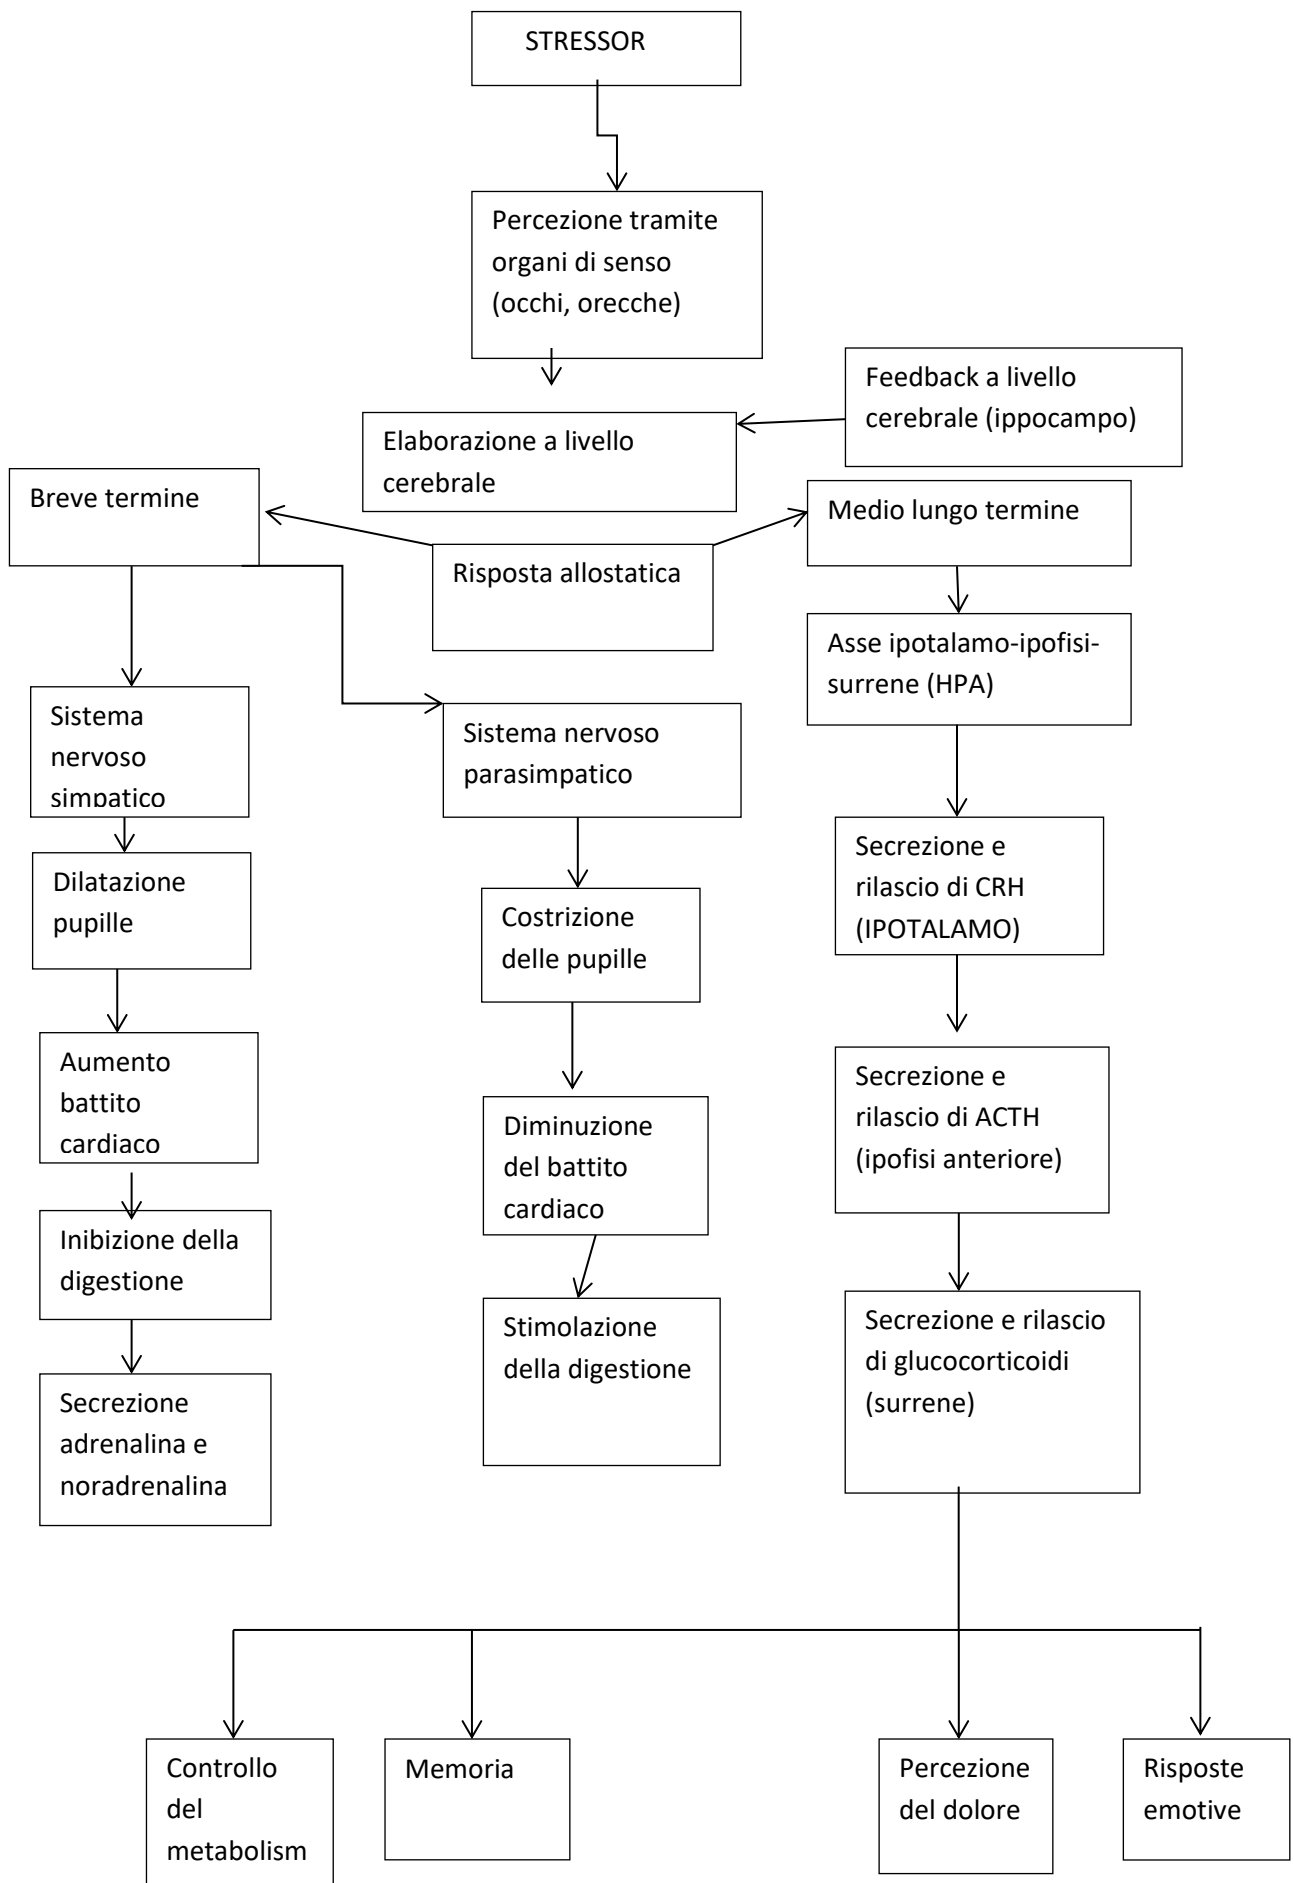 STRESSOR
Percezione tramite
organi di senso
(occhi, orecche)
Feedback a livello
cerebrale (ippocampo)
Elaborazione a livello
cerebrale
Breve termine
Medio lungo termine
Risposta allostatica
Asse ipotalamo-ipofisi-
surrene (HPA)
Sistema
nervoso
simpatico
Sistema nervoso
parasimpatico
Secrezione e
rilascio di CRH
(IPOTALAMO)
Dilatazione
pupille
Costrizione
delle pupille
Aumento
battito
cardiaco
Secrezione e
rilascio di ACTH
(ipofisi anteriore)
Diminuzione
del battito
cardiaco
Inibizione della
digestione
Stimolazione
della digestione
Secrezione e rilascio
di glucocorticoidi
(surrene)
Secrezione
adrenalina e
noradrenalina
Controllo
del
metabolism
Memoria
Percezione
del dolore
Risposte
emotive